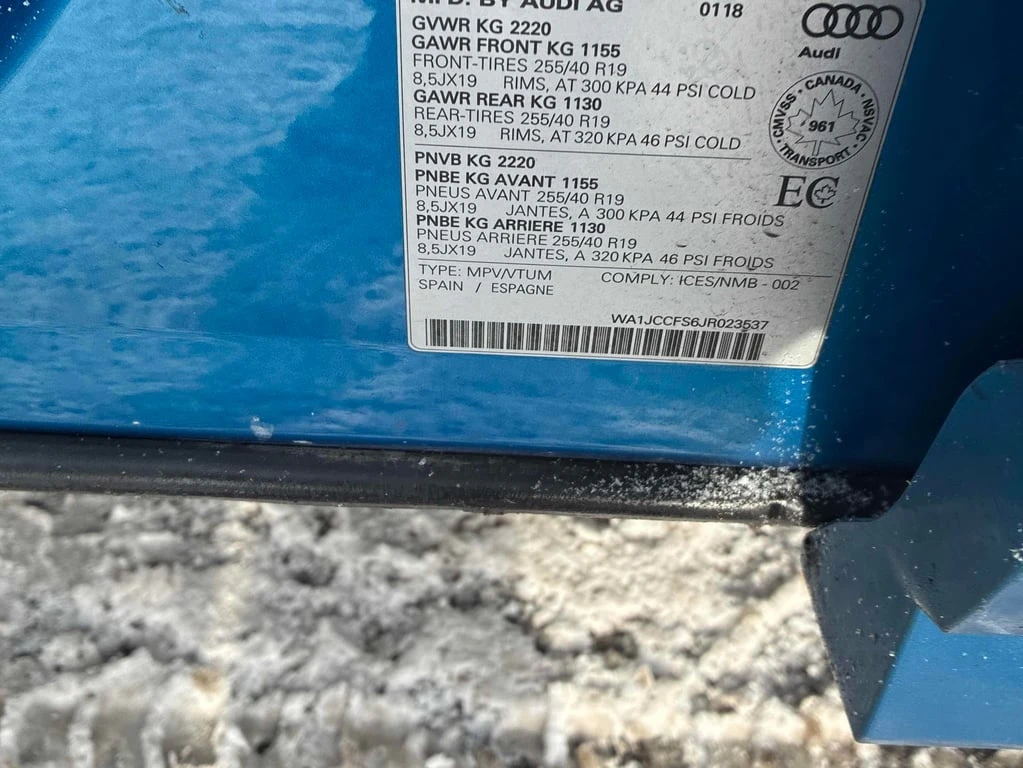 MFD. BY AUDI AG 0118
GVWR KG 2220
GAWR FRONT KG 1155
FRONT-TIRES 255/40 R19
8,5JX19 RIMS, AT 300 KPA 44 PSI COLD
GAWR REAR KG 1130
REAR-TIRES 255/40 R19
8,5JX19 RIMS, AT 320 KPA 46 PSI COLD
Audi
CMVSS • CANADA • NSVAC • TRANSPORT •
961
EC
PNVB KG 2220
PNBE KG AVANT 1155
PNEUS AVANT 255/40 R19
8,5JX19 JANTES, A 300 KPA 44 PSI FROIDS
PNBE KG ARRIERE 1130
PNEUS ARRIERE 255/40 R19
8,5JX19 JANTES, A 320 KPA 46 PSI FROIDS
TYPE: MPV/VTUM COMPLY: ICES/NMB - 002
SPAIN / ESPAGNE
WA1JCCFS6JR023537